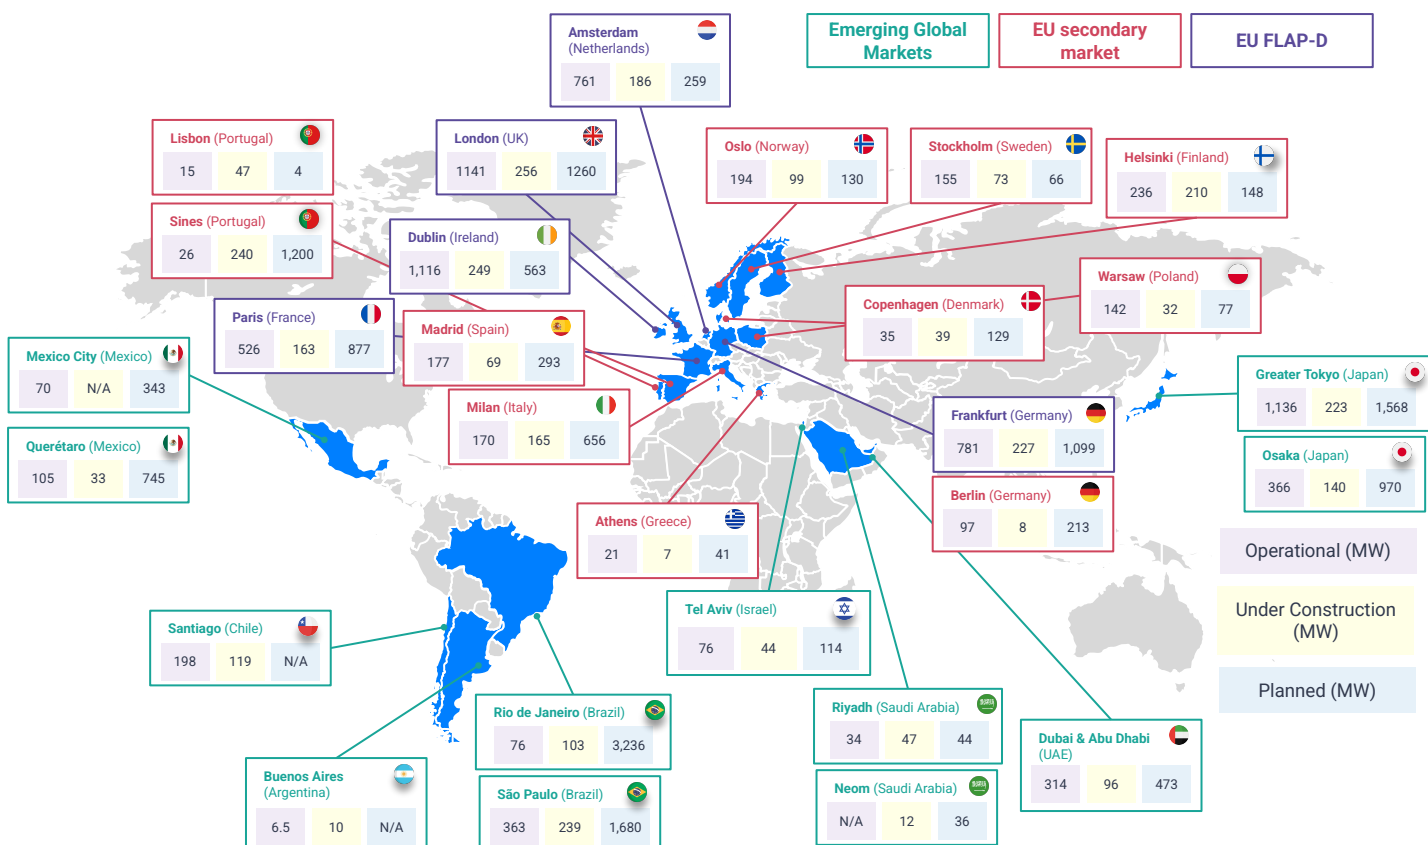 Emerging Global
Markets
EU secondary
market
EU FLAP-D
Amsterdam
(Netherlands)
761 186 259
Lisbon (Portugal)
15 47 4
London (UK)
1141 256 1260
Oslo (Norway)
194 99 130
Stockholm (Sweden)
155 73 66
Helsinki (Finland)
236 210 148
Sines (Portugal)
26 240 1,200
Dublin (Ireland)
1,116 249 563
Warsaw (Poland)
142 32 77
Copenhagen (Denmark)
35 39 129
Paris (France)
526 163 877
Madrid (Spain)
177 69 293
Mexico City (Mexico)
70 N/A 343
Greater Tokyo (Japan)
1,136 223 1,568
Milan (Italy)
170 165 656
Frankfurt (Germany)
781 227 1,099
Querétaro (Mexico)
105 33 745
Osaka (Japan)
366 140 970
Berlin (Germany)
97 8 213
Athens (Greece)
21 7 41
Operational (MW)
Under Construction
(MW)
Planned (MW)
Tel Aviv (Israel)
76 44 114
Santiago (Chile)
198 119 N/A
Rio de Janeiro (Brazil)
76 103 3,236
Riyadh (Saudi Arabia)
34 47 44
Dubai & Abu Dhabi
(UAE)
314 96 473
Buenos Aires
(Argentina)
6.5 10 N/A
São Paulo (Brazil)
363 239 1,680
Neom (Saudi Arabia)
N/A 12 36